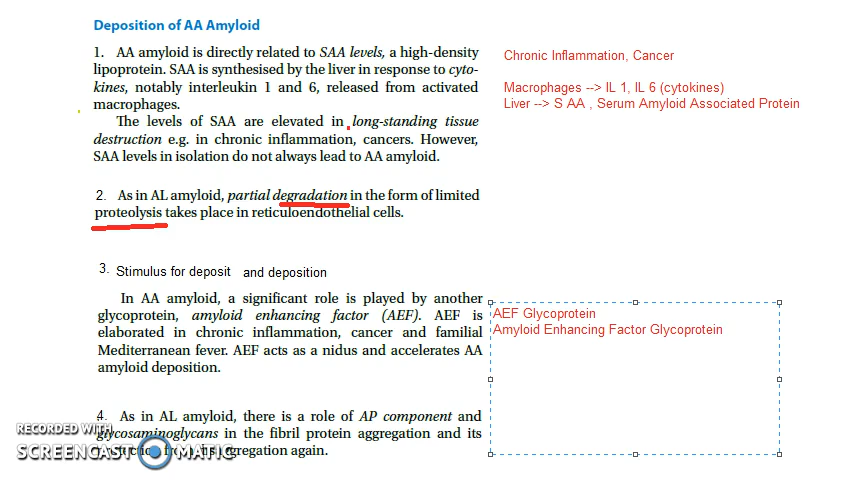 Deposition of AA Amyloid
1. AA amyloid is directly related to SAA levels, a high-density
lipoprotein. SAA is synthesised by the liver in response to cyto-
kines, notably interleukin 1 and 6, released from activated
macrophages.
The levels of SAA are elevated in long-standing tissue
destruction e.g. in chronic inflammation, cancers. However,
SAA levels in isolation do not always lead to AA amyloid.
Chronic Inflammation, Cancer
Macrophages --> IL 1, IL 6 (cytokines)
Liver --> S AA , Serum Amyloid Associated Protein
2. As in AL amyloid, partial degradation in the form of limited
proteolysis takes place in reticuloendothelial cells.
3. Stimulus for deposit and deposition
In AA amyloid, a significant role is played by another
glycoprotein, amyloid enhancing factor (AEF). AEF is
elaborated in chronic inflammation, cancer and familial
Mediterranean fever. AEF acts as a nidus and accelerates AA
amyloid deposition.
AEF Glycoprotein
Amyloid Enhancing Factor Glycoprotein
4. As in AL amyloid, there is a role of AP component and
glycosaminoglycans in the fibril protein aggregation and its
again.
RECORDED WITH
SCREENCAST MATIC